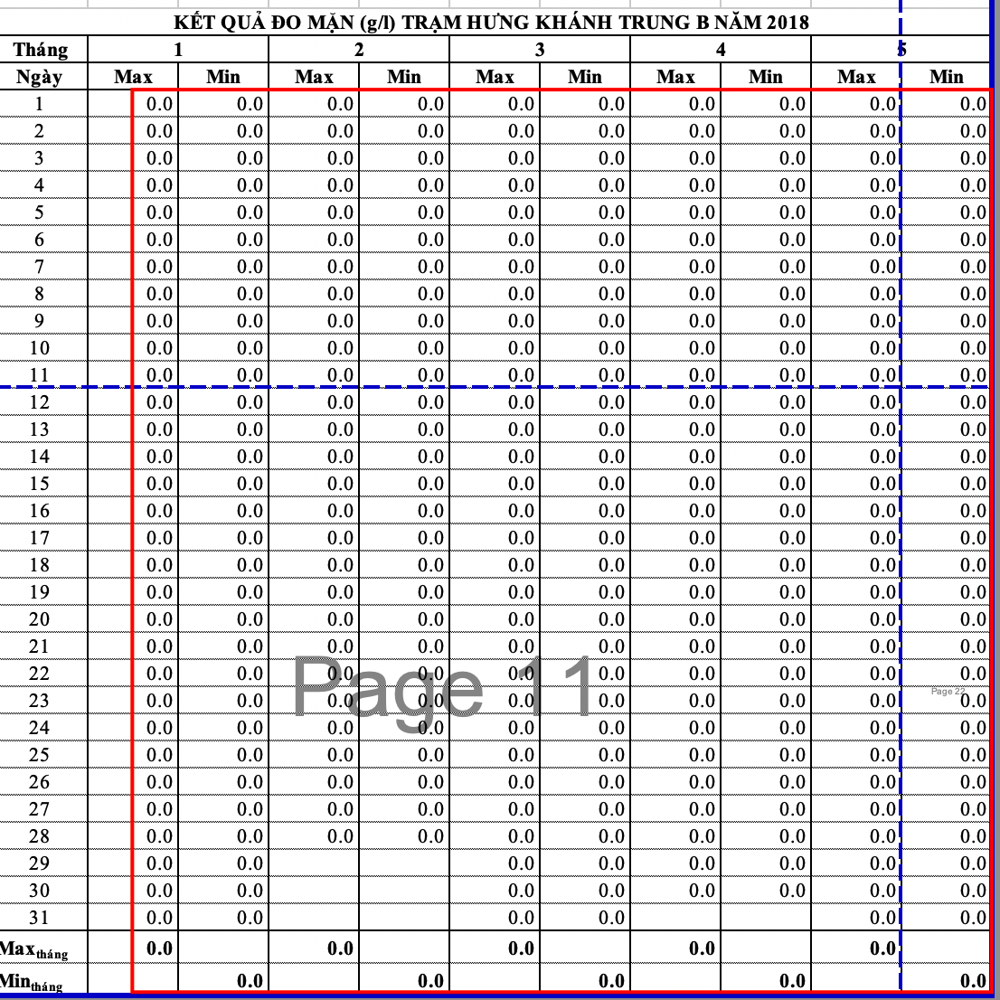 KẾT QUẢ ĐO MẶN (g/l) TRẠM HƯNG KHÁNH TRUNG B NĂM 2018
Tháng 1 2 3 4 5
Ngày Max Min Max Min Max Min Max Min Max Min
1 0.0 0.0 0.0 0.0 0.0 0.0 0.0 0.0 0.0 0.0
2 0.0 0.0 0.0 0.0 0.0 0.0 0.0 0.0 0.0 0.0
3 0.0 0.0 0.0 0.0 0.0 0.0 0.0 0.0 0.0 0.0
4 0.0 0.0 0.0 0.0 0.0 0.0 0.0 0.0 0.0 0.0
5 0.0 0.0 0.0 0.0 0.0 0.0 0.0 0.0 0.0 0.0
6 0.0 0.0 0.0 0.0 0.0 0.0 0.0 0.0 0.0 0.0
7 0.0 0.0 0.0 0.0 0.0 0.0 0.0 0.0 0.0 0.0
8 0.0 0.0 0.0 0.0 0.0 0.0 0.0 0.0 0.0 0.0
9 0.0 0.0 0.0 0.0 0.0 0.0 0.0 0.0 0.0 0.0
10 0.0 0.0 0.0 0.0 0.0 0.0 0.0 0.0 0.0 0.0
11 0.0 0.0 0.0 0.0 0.0 0.0 0.0 0.0 0.0 0.0
12 0.0 0.0 0.0 0.0 0.0 0.0 0.0 0.0 0.0 0.0
13 0.0 0.0 0.0 0.0 0.0 0.0 0.0 0.0 0.0 0.0
14 0.0 0.0 0.0 0.0 0.0 0.0 0.0 0.0 0.0 0.0
15 0.0 0.0 0.0 0.0 0.0 0.0 0.0 0.0 0.0 0.0
16 0.0 0.0 0.0 0.0 0.0 0.0 0.0 0.0 0.0 0.0
17 0.0 0.0 0.0 0.0 0.0 0.0 0.0 0.0 0.0 0.0
18 0.0 0.0 0.0 0.0 0.0 0.0 0.0 0.0 0.0 0.0
19 0.0 0.0 0.0 0.0 0.0 0.0 0.0 0.0 0.0 0.0
20 0.0 0.0 0.0 0.0 0.0 0.0 0.0 0.0 0.0 0.0
21 0.0 0.0 0.0 0.0 0.0 0.0 0.0 0.0 0.0 0.0
22 0.0 0.0 0.0 0.0 0.0 0.0 0.0 0.0 0.0 0.0
Page 11
Page 22
23 0.0 0.0 0.0 0.0 0.0 0.0 0.0 0.0 0.0 0.0
24 0.0 0.0 0.0 0.0 0.0 0.0 0.0 0.0 0.0 0.0
25 0.0 0.0 0.0 0.0 0.0 0.0 0.0 0.0 0.0 0.0
26 0.0 0.0 0.0 0.0 0.0 0.0 0.0 0.0 0.0 0.0
27 0.0 0.0 0.0 0.0 0.0 0.0 0.0 0.0 0.0 0.0
28 0.0 0.0 0.0 0.0 0.0 0.0 0.0 0.0 0.0 0.0
29 0.0 0.0 0.0 0.0 0.0 0.0 0.0 0.0
30 0.0 0.0 0.0 0.0 0.0 0.0 0.0 0.0
31 0.0 0.0 0.0 0.0 0.0 0.0
Max tháng 0.0 0.0 0.0 0.0 0.0
Min tháng 0.0 0.0 0.0 0.0 0.0